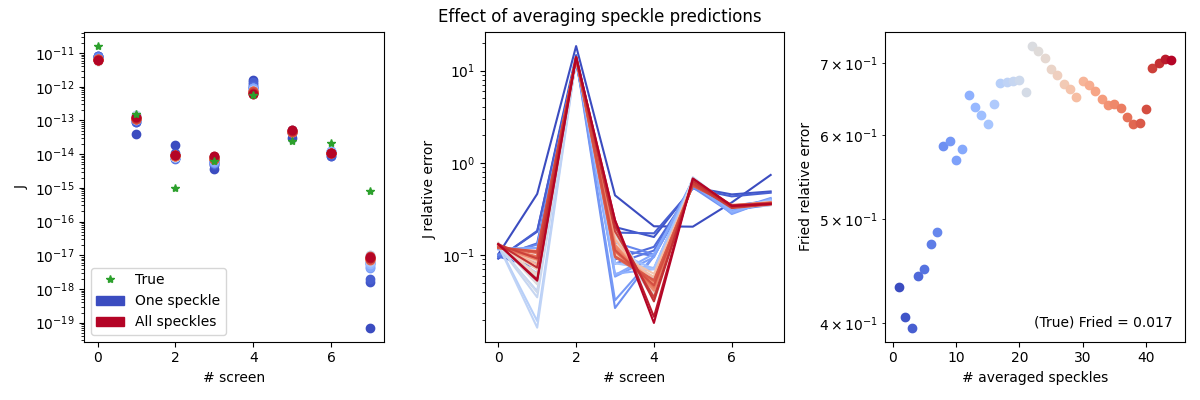 Effect of averaging speckle predictions
J
10⁻¹¹
10⁻¹²
10⁻¹³
10⁻¹⁴
10⁻¹⁵
10⁻¹⁶
10⁻¹⁷
10⁻¹⁸
10⁻¹⁹
True
One speckle
All speckles
0 2 4 6
# screen
J relative error
10¹
10⁰
10⁻¹
0 2 4 6
# screen
Fried relative error
7 × 10⁻¹
6 × 10⁻¹
5 × 10⁻¹
4 × 10⁻¹
(True) Fried = 0.017
0 10 20 30 40
# averaged speckles